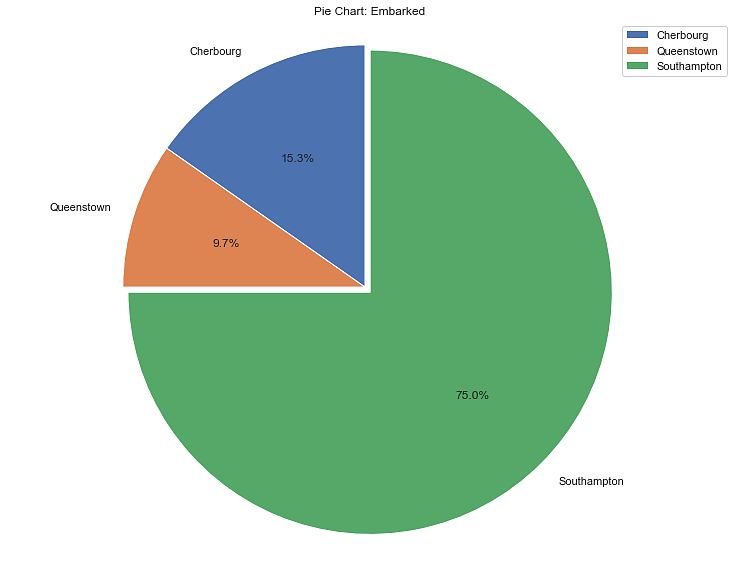 Pie Chart: Embarked
Cherbourg
Queenstown
Southampton
Cherbourg
15.3%
Queenstown
9.7%
75.0%
Southampton